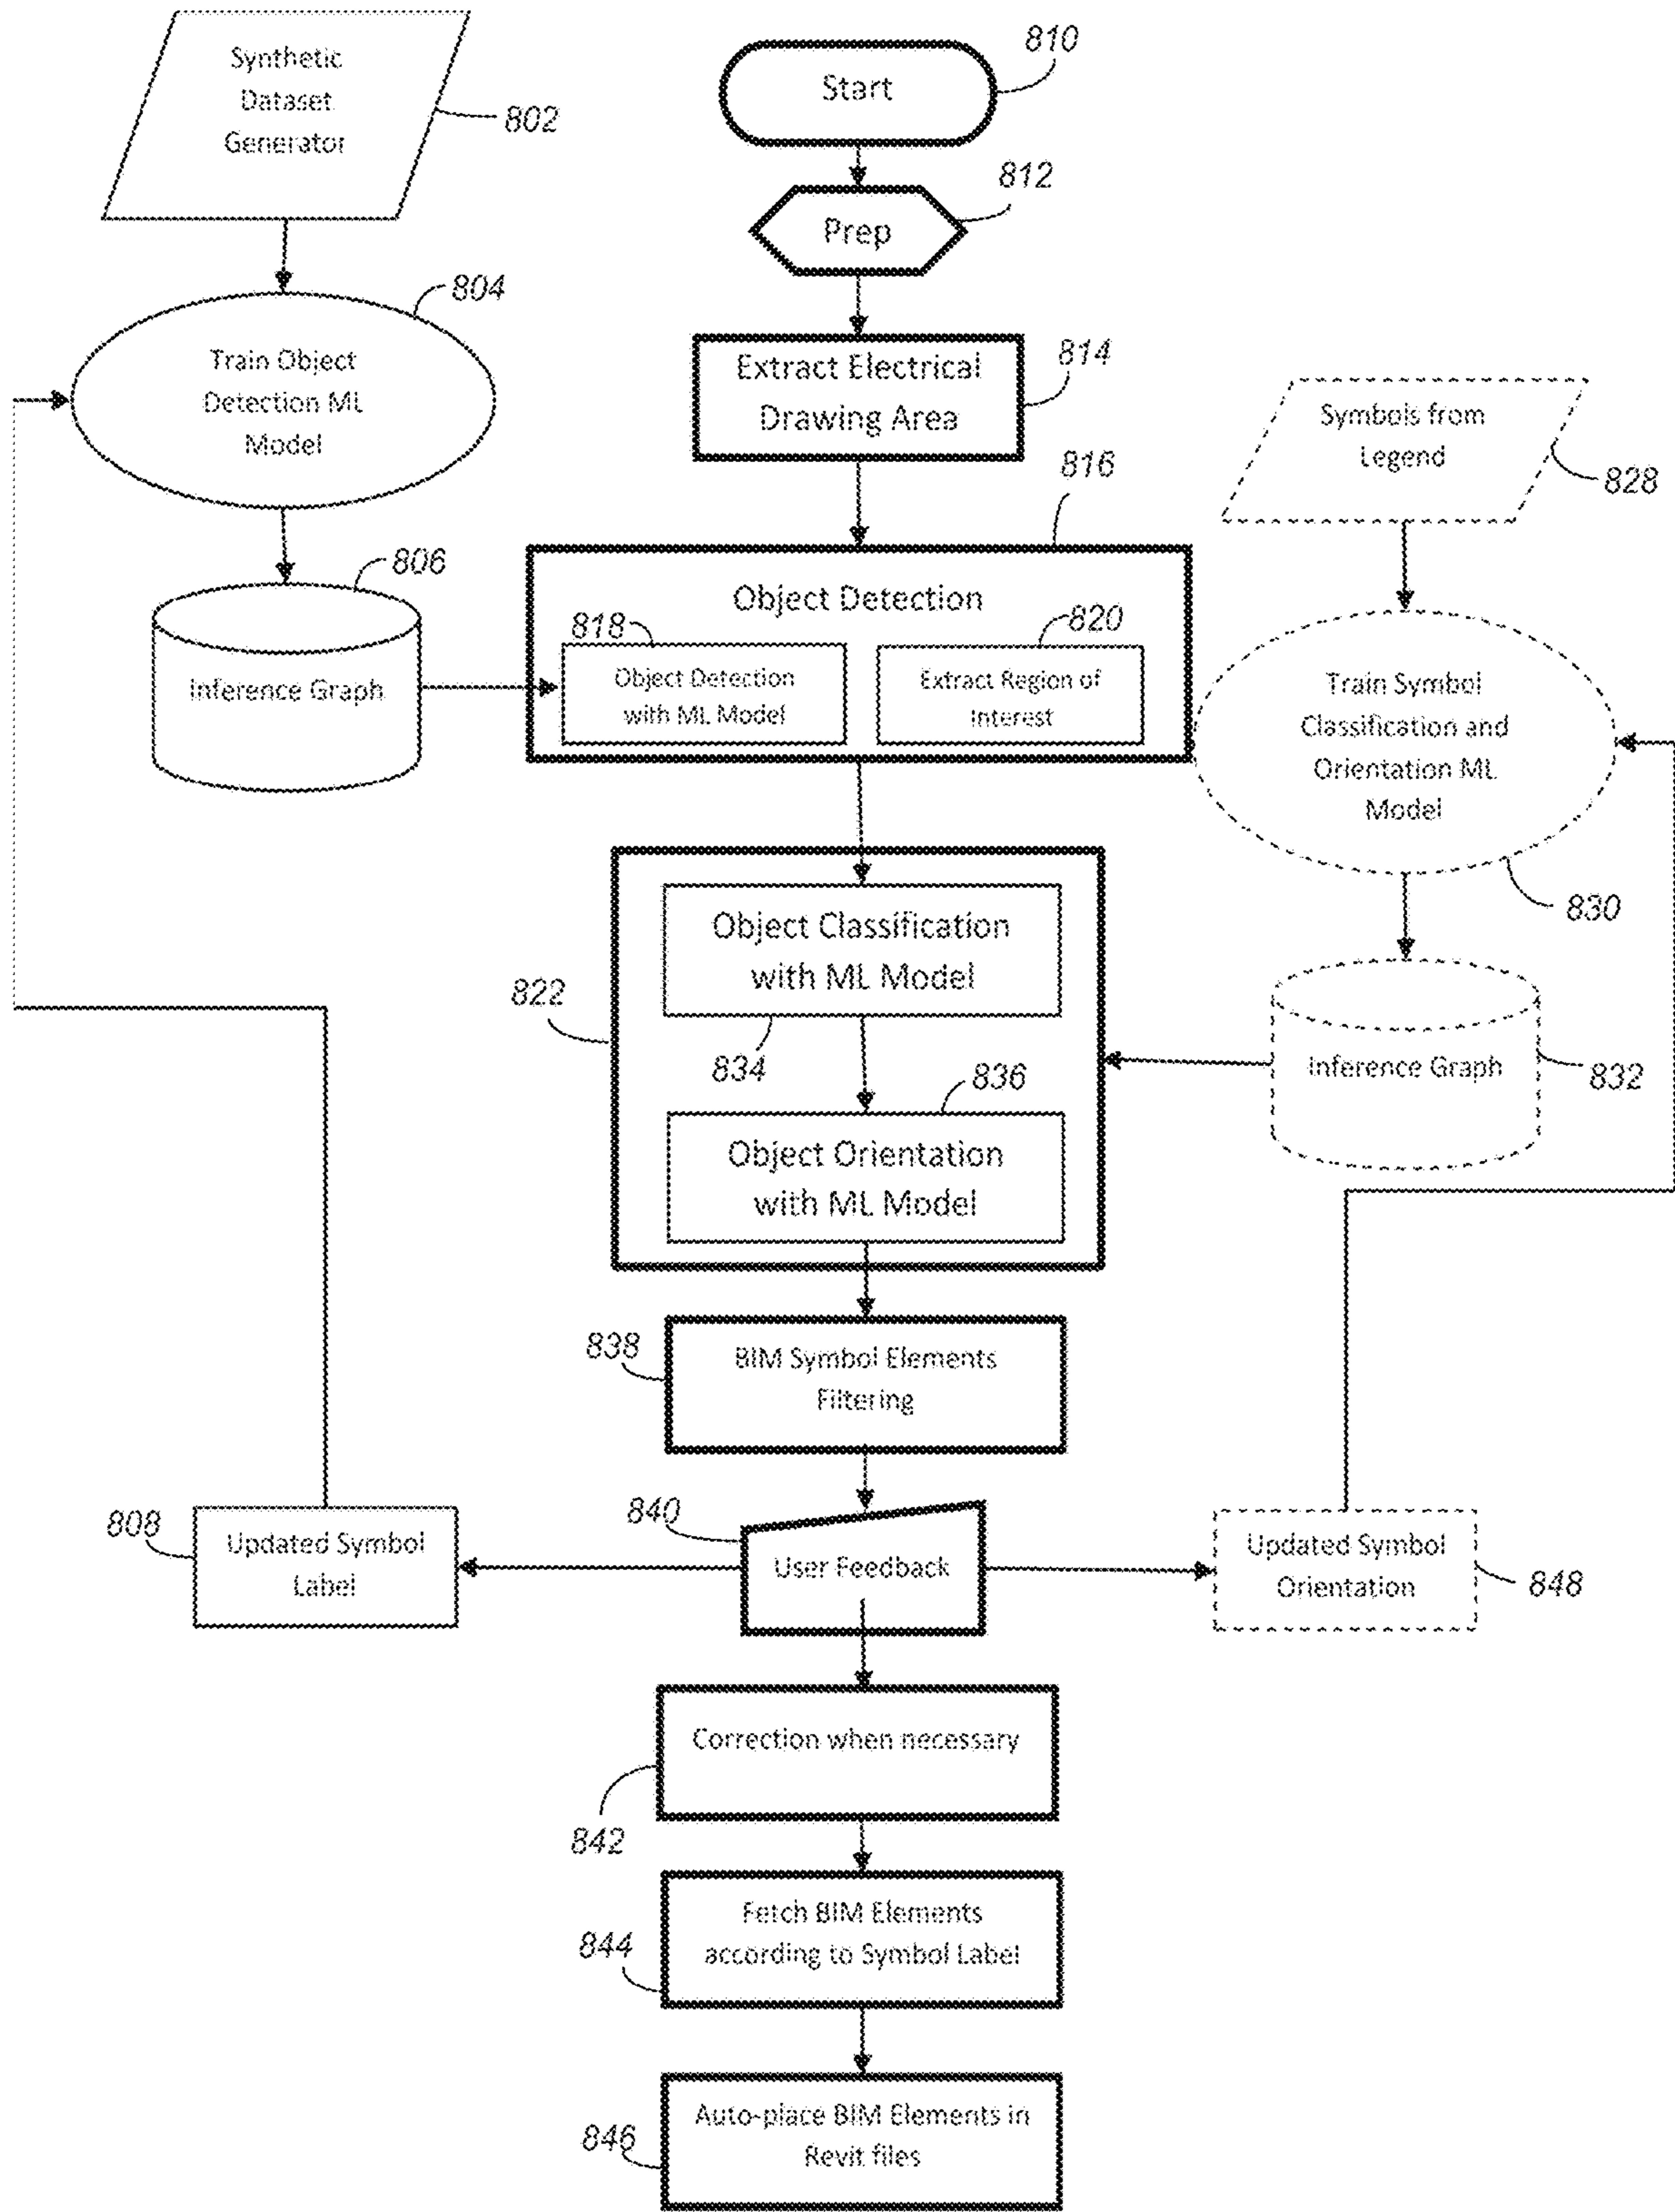 Synthetic
Dataset
Generator
802
Start
810
Prep
812
804
Train Object
Detection ML
Model
Extract Electrical
Drawing Area
814
Symbols from
Legend
828
816
806
Inference Graph
Object Detection
818
Object Detection
with ML Model
820
Extract Region of
Interest
Train Symbol
Classification and
Orientation ML
Model
830
822
Object Classification
with ML Model
834
836
Object Orientation
with ML Model
Inference Graph
832
838
BIM Symbol Elements
Filtering
808
Updated Symbol
Label
840
User Feedback
Updated Symbol
Orientation
848
Correction when necessary
842
Fetch BIM Elements
according to Symbol Label
844
Auto-place BIM Elements in
Revit files
846